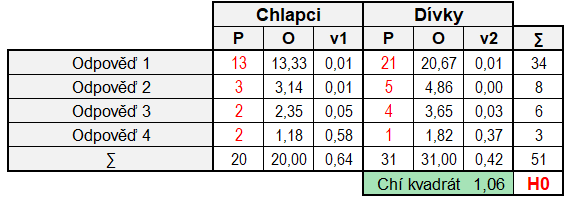 Chlapci Dívky
P O v1 P O v2 ∑
Odpověď 1 13 13,33 0,01 21 20,67 0,01 34
Odpověď 2 3 3,14 0,01 5 4,86 0,00 8
Odpověď 3 2 2,35 0,05 4 3,65 0,03 6
Odpověď 4 2 1,18 0,58 1 1,82 0,37 3
∑ 20 20,00 0,64 31 31,00 0,42 51
Chí kvadrát 1,06 H0